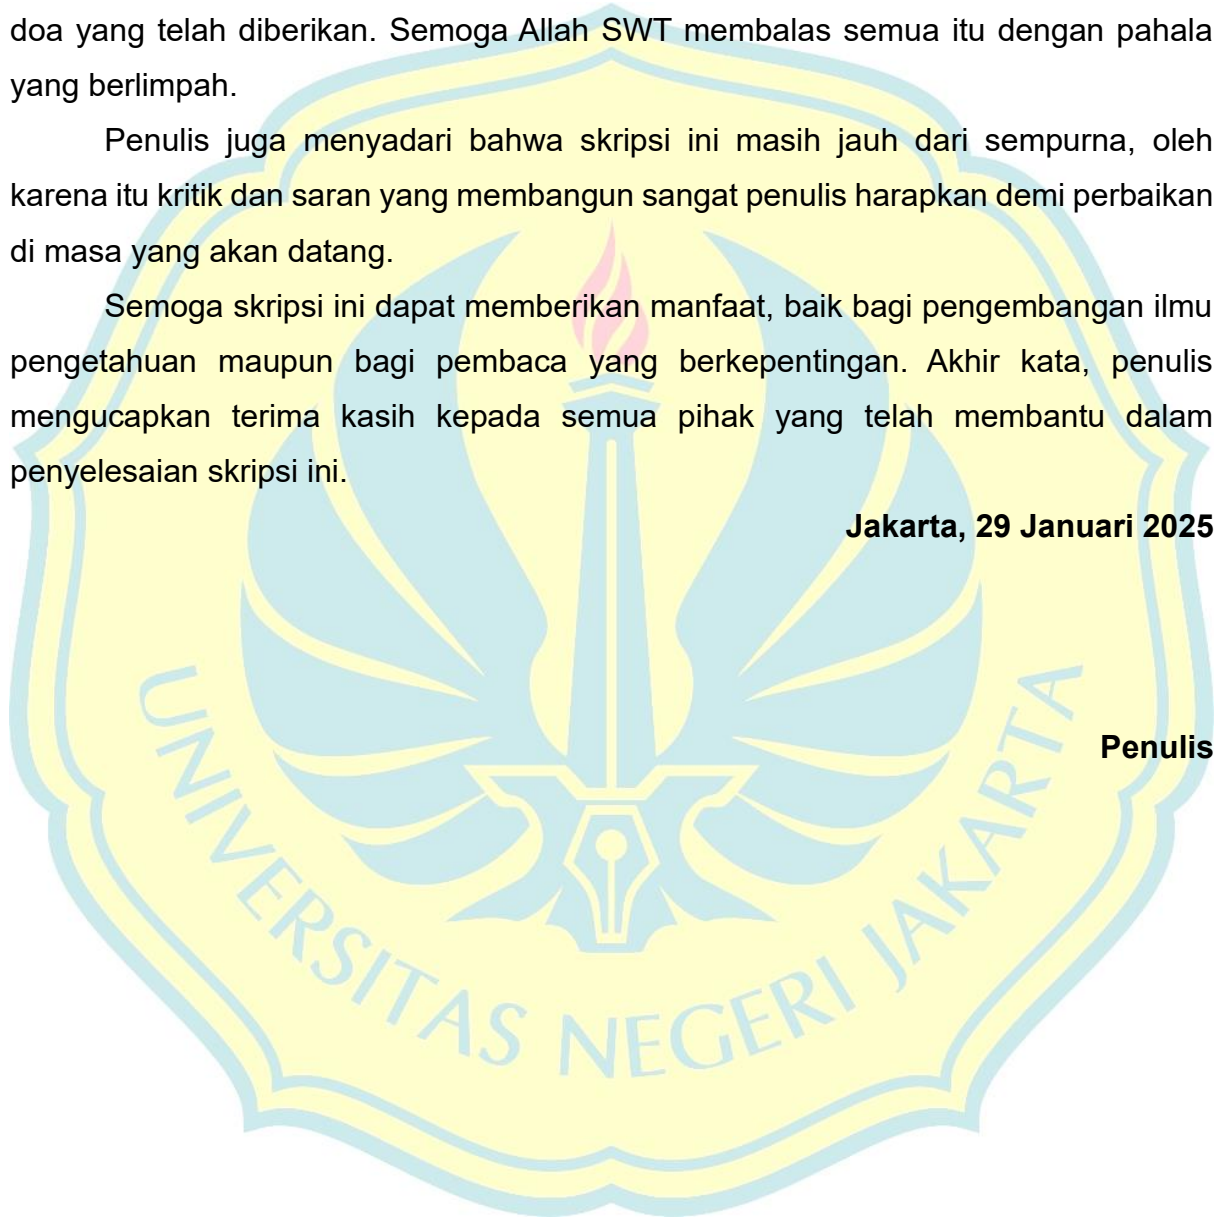 doa yang telah diberikan. Semoga Allah SWT membalas semua itu dengan pahala
yang berlimpah.
Penulis juga menyadari bahwa skripsi ini masih jauh dari sempurna, oleh
karena itu kritik dan saran yang membangun sangat penulis harapkan demi perbaikan
di masa yang akan datang.
Semoga skripsi ini dapat memberikan manfaat, baik bagi pengembangan ilmu
pengetahuan maupun bagi pembaca yang berkepentingan. Akhir kata, penulis
mengucapkan terima kasih kepada semua pihak yang telah membantu dalam
penyelesaian skripsi ini.
Jakarta, 29 Januari 2025
Penulis
UNIVERSITAS NEGERI JAKARTA